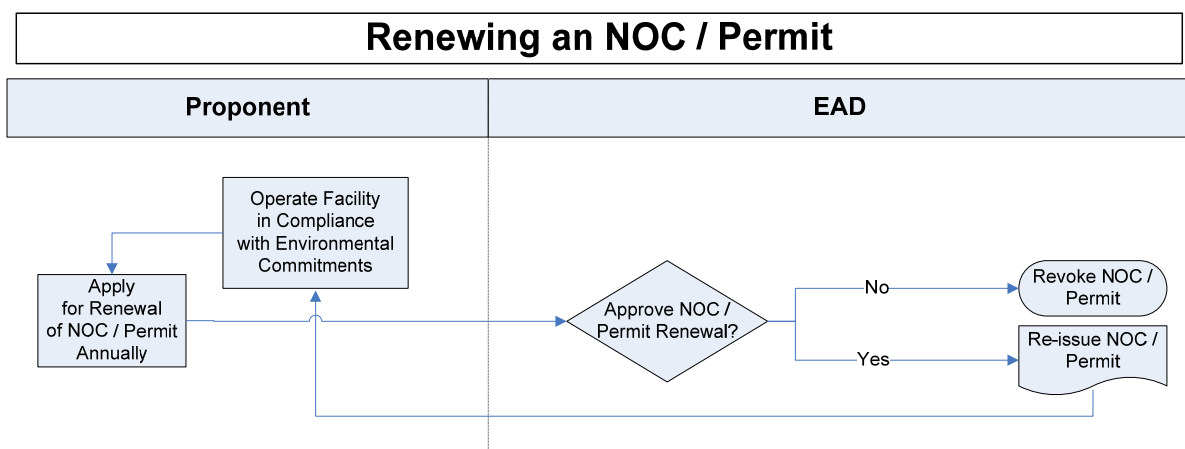 Renewing an NOC / Permit
Proponent
EAD
Operate Facility
in Compliance
with Environmental
Commitments
Apply
for Renewal
of NOC / Permit
Annually
Approve NOC /
Permit Renewal?
No
Revoke NOC /
Permit
Yes
Re-issue NOC /
Permit